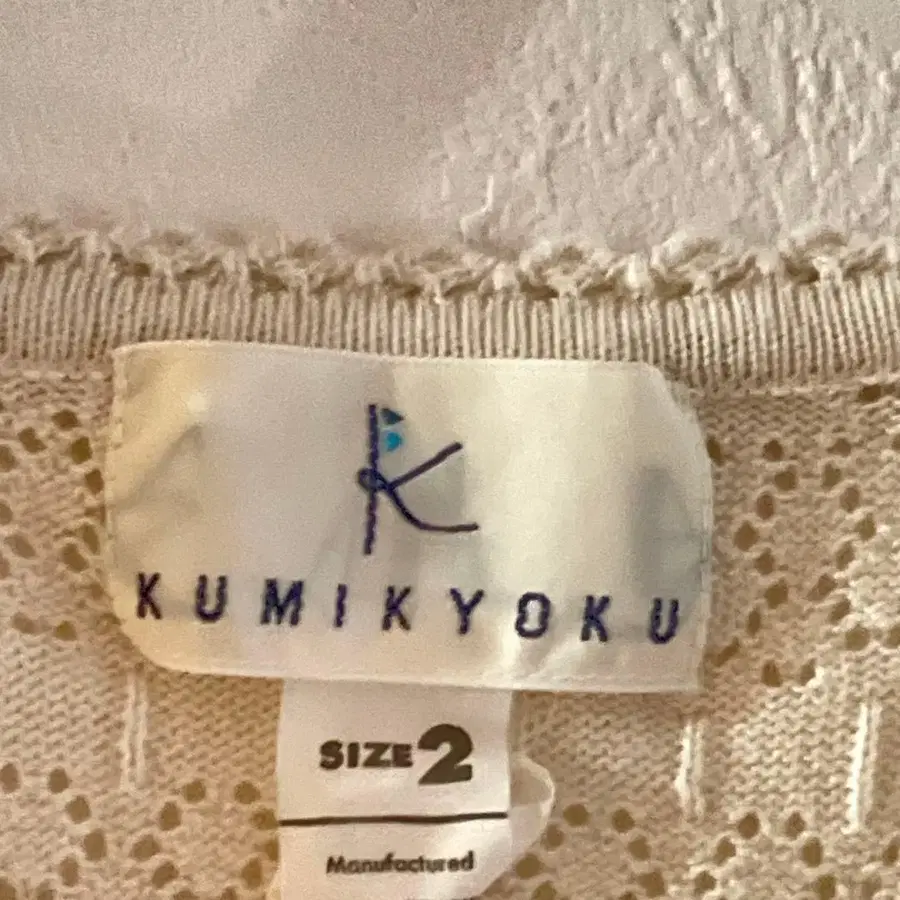 K
KUMIKYOKU
SIZE 2
Manufactured